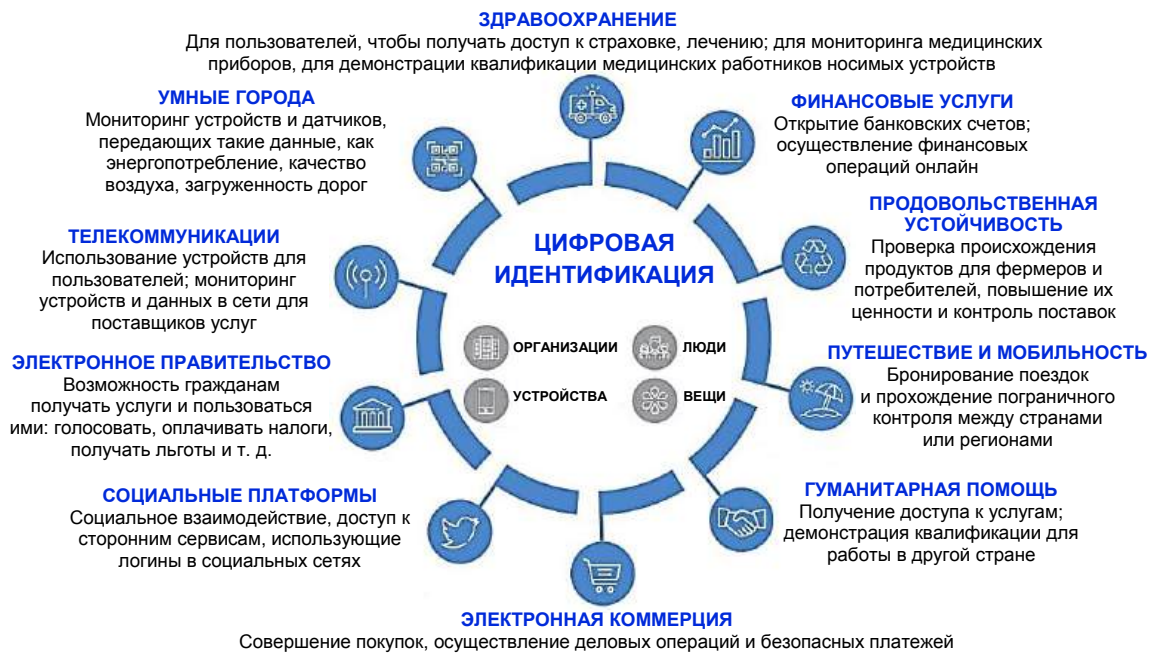 ЗДРАВООХРАНЕНИЕ
Для пользователей, чтобы получать доступ к страховке, лечению; для мониторинга медицинских
приборов, для демонстрации квалификации медицинских работников носимых устройств
УМНЫЕ ГОРОДА
Мониторинг устройств и датчиков,
передающих такие данные, как
энергопотребление, качество
воздуха, загруженность дорог
ФИНАНСОВЫЕ УСЛУГИ
Открытие банковских счетов;
осуществление финансовых
операций онлайн
ТЕЛЕКОММУНИКАЦИИ
Использование устройств для
пользователей; мониторинг
устройств и данных в сети для
поставщиков услуг
ЦИФРОВАЯ
ИДЕНТИФИКАЦИЯ
ОРГАНИЗАЦИИ
ЛЮДИ
УСТРОЙСТВА
ВЕЩИ
ПРОДОВОЛЬСТВЕННАЯ
УСТОЙЧИВОСТЬ
Проверка происхождения
продуктов для фермеров и
потребителей, повышение их
ценности и контроль поставок
ЭЛЕКТРОННОЕ ПРАВИТЕЛЬСТВО
Возможность гражданам
получать услуги и пользоваться
ими: голосовать, оплачивать налоги,
получать льготы и т. д.
ПУТЕШЕСТВИЕ И МОБИЛЬНОСТЬ
Бронирование поездок
и прохождение пограничного
контроля между странами
или регионами
СОЦИАЛЬНЫЕ ПЛАТФОРМЫ
Социальное взаимодействие, доступ к
сторонним сервисам, использующие
логины в социальных сетях
ГУМАНИТАРНАЯ ПОМОЩЬ
Получение доступа к услугам;
демонстрация квалификации для
работы в другой стране
ЭЛЕКТРОННАЯ КОММЕРЦИЯ
Совершение покупок, осуществление деловых операций и безопасных платежей